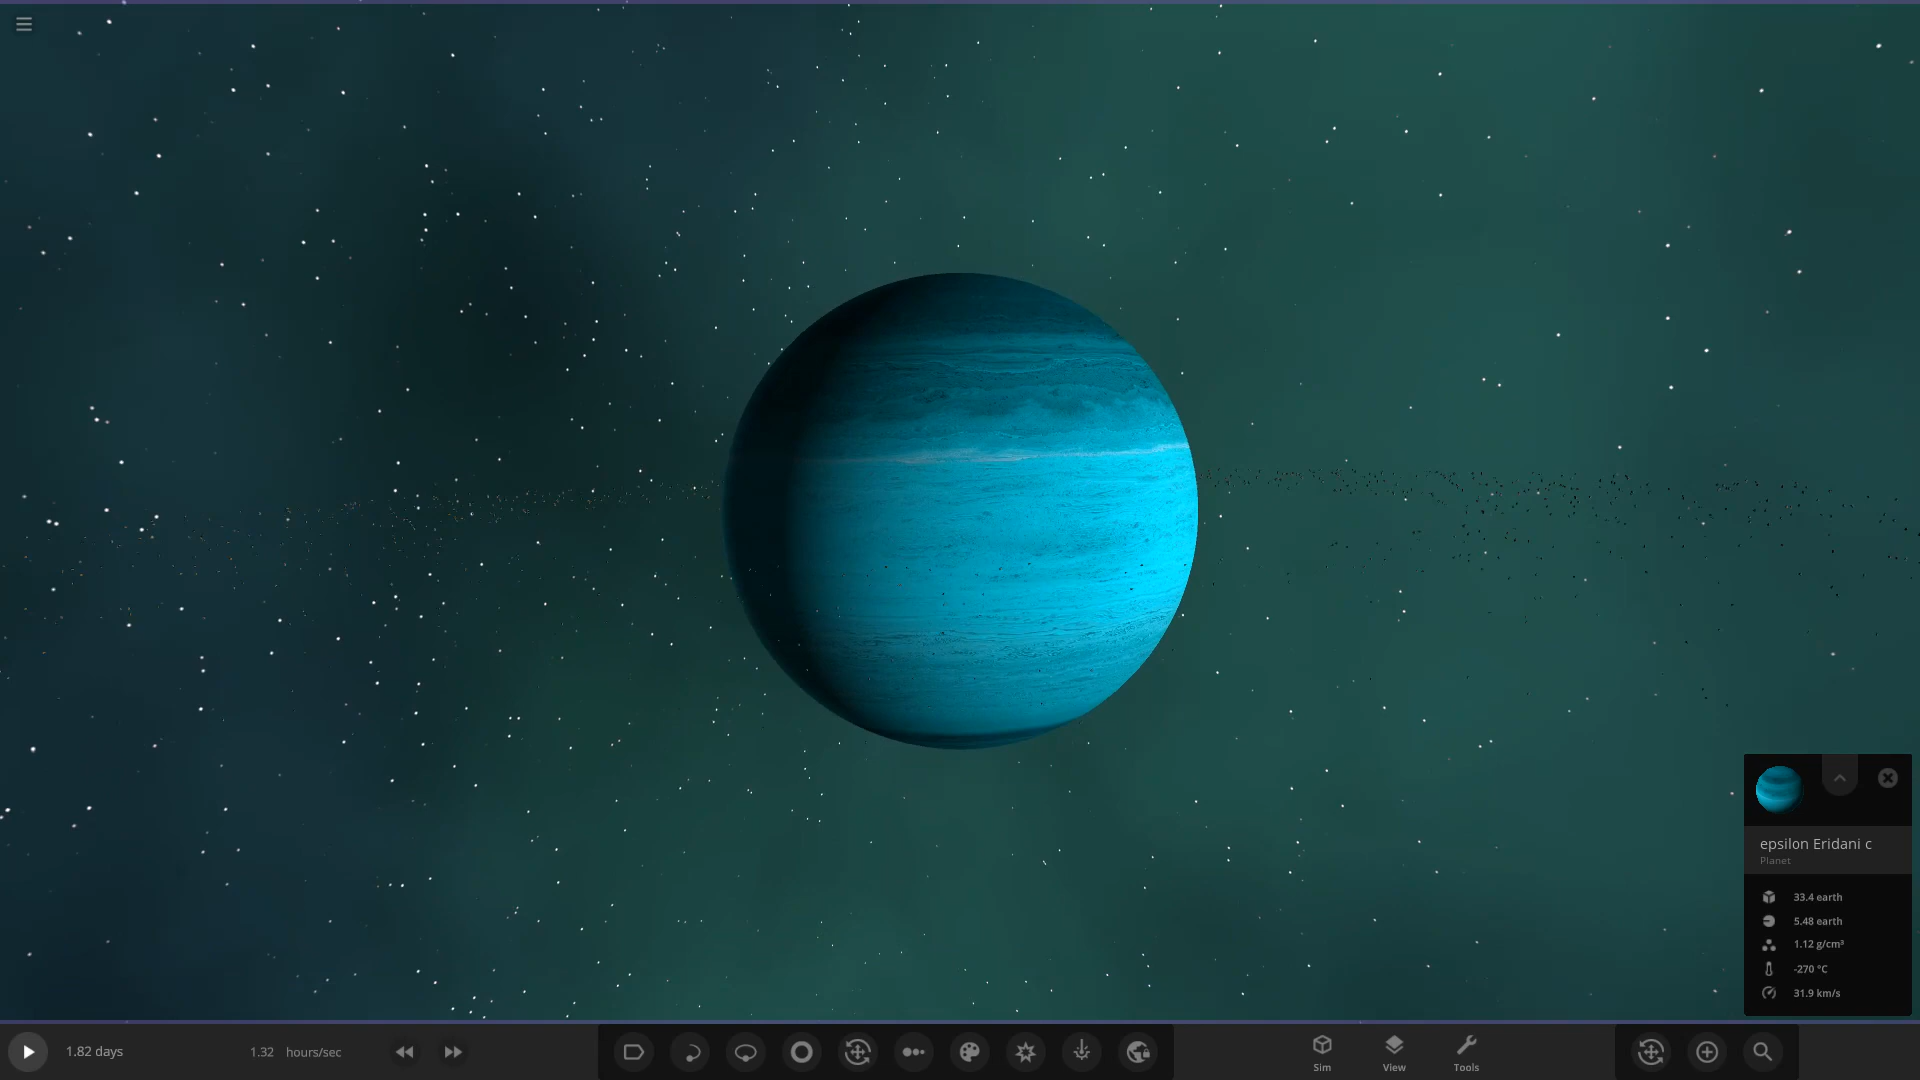 epsilon Eridani c
Planet
33.4 earth
5.48 earth
1.12 g/cm³
-270 °C
31.9 km/s
1.82 days
1.32 hours/sec
Sim
View
Tools